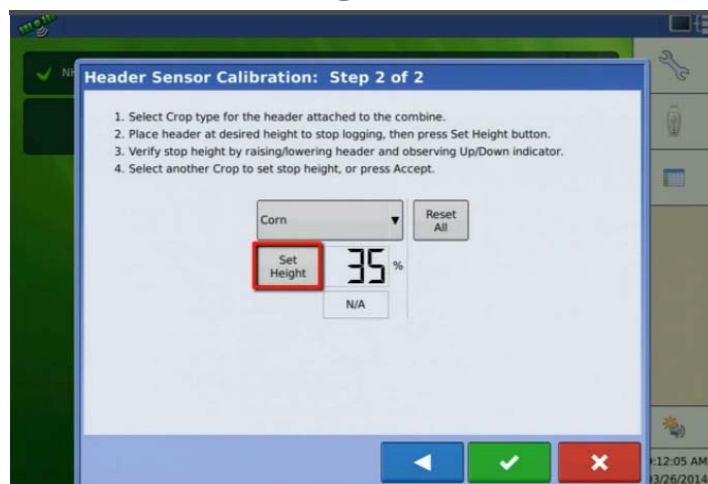 NH
Header Sensor Calibration: Step 2 of 2
1. Select Crop type for the header attached to the combine.
2. Place header at desired height to stop logging, then press Set Height button.
3. Verify stop height by raising/lowering header and observing Up/Down indicator.
4. Select another Crop to set stop height, or press Accept.
Corn
Reset
All
Set
Height
35 %
N/A
:12:05 AM
03/26/2014